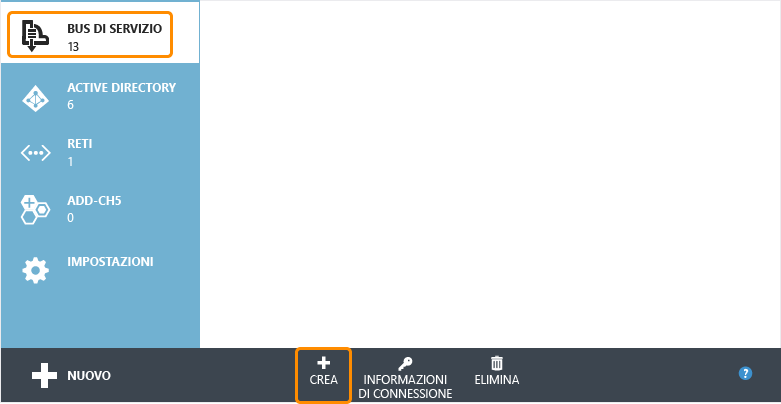 BUS DI SERVIZIO
13
ACTIVE DIRECTORY
6
RETI
1
ADD-CH5
0
IMPOSTAZIONI
NUOVO
CREA
INFORMAZIONI
DI CONNESSIONE
ELIMINA
?